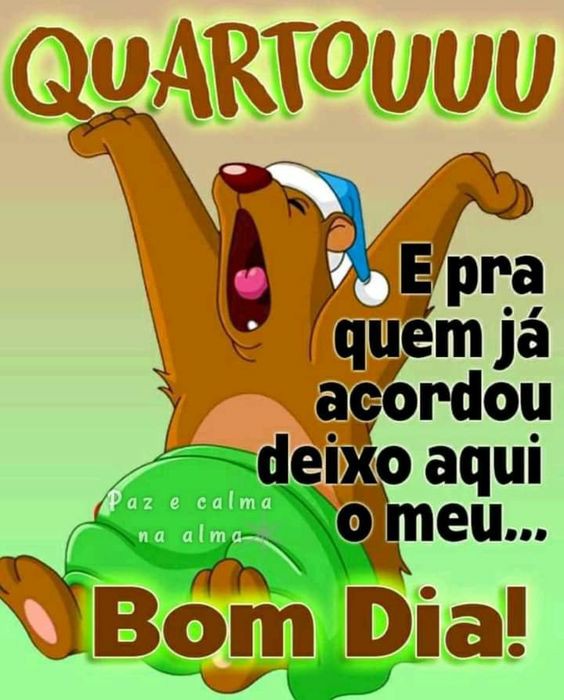 QUARTOUUU
E pra
quem já
acordou
deixo aqui
o meu...
Paz e calma
na alma
Bom Dia!